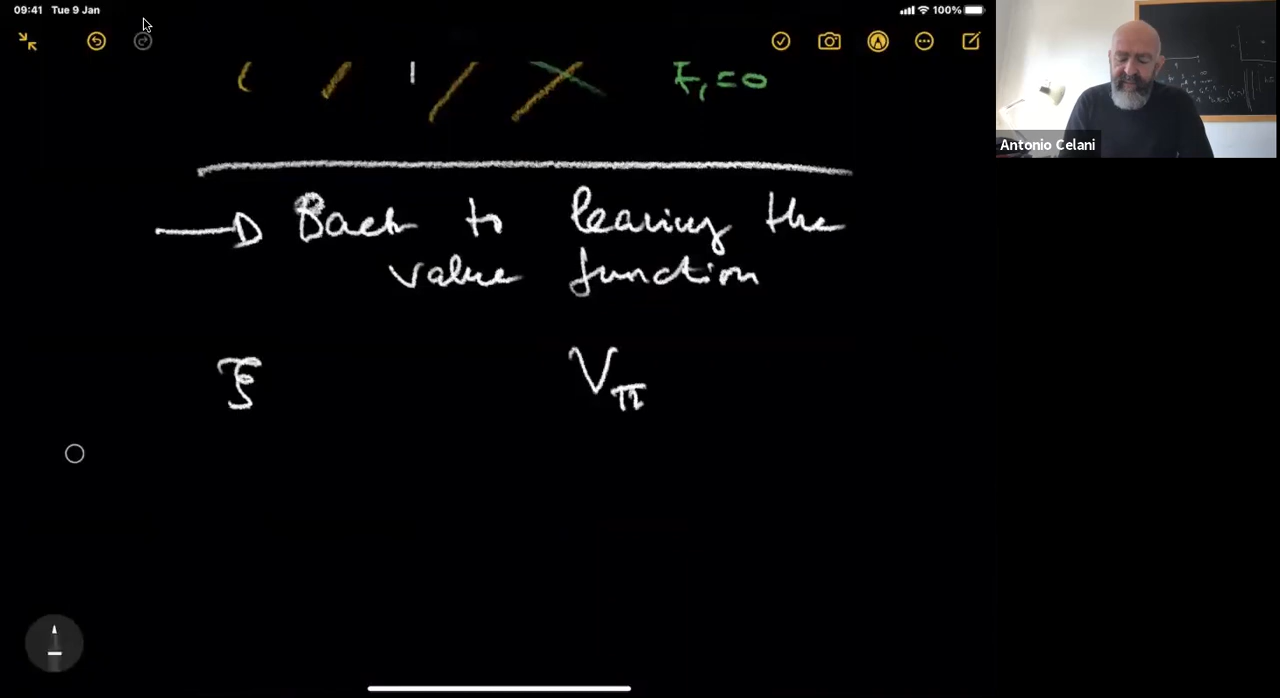 09:41 Tue 9 Jan
100%
F₁=0
Antonio Celani
→ Back to learning the
value function
ξ V_π